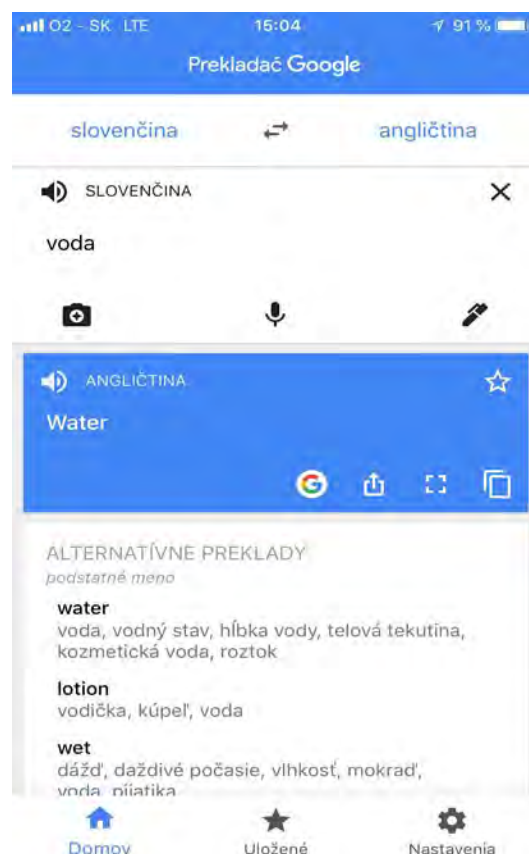 O2 - SK LTE 15:04 91 %
Prekladač Google
slovenčina angličtina
SLOVENČINA
voda
ANGLIČTINA
Water
ALTERNATÍVNE PREKLADY
podstatné meno
water
voda, vodný stav, hĺbka vody, telová tekutina,
kozmetická voda, roztok
lotion
vodička, kúpeľ, voda
wet
dážď, daždivé počasie, vlhkosť, mokraď,
voda, pijatika
Domov Uložené Nastavenia